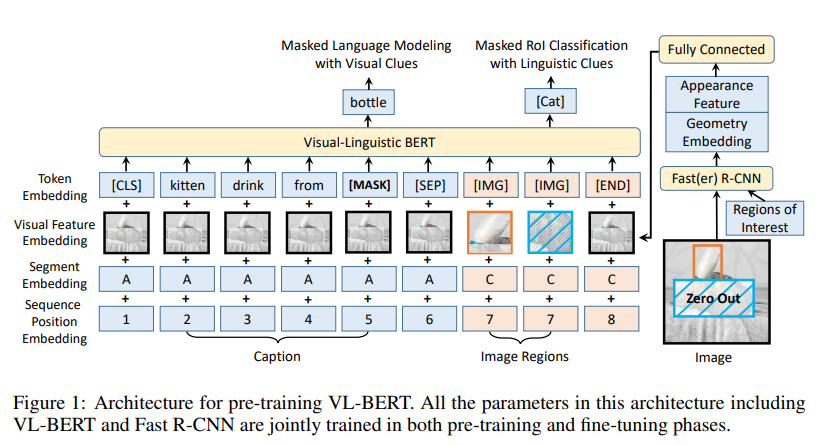 Masked Language Modeling
with Visual Clues
Masked RoI Classification
with Linguistic Clues
Fully Connected
bottle
[Cat]
Appearance
Feature
Geometry
Embedding
Visual-Linguistic BERT
Fast(er) R-CNN
Regions of
Interest
Token
Embedding
[CLS] kitten drink from [MASK] [SEP] [IMG] [IMG] [END]
+ + + + + + + + +
Visual Feature
Embedding
+ + + + + + + + +
Segment
Embedding
A A A A A A C C C
+ + + + + + + + +
Sequence
Position
Embedding
1 2 3 4 5 6 7 7 8
Caption
Image Regions
Zero Out
Image
Figure 1: Architecture for pre-training VL-BERT. All the parameters in this architecture including
VL-BERT and Fast R-CNN are jointly trained in both pre-training and fine-tuning phases.